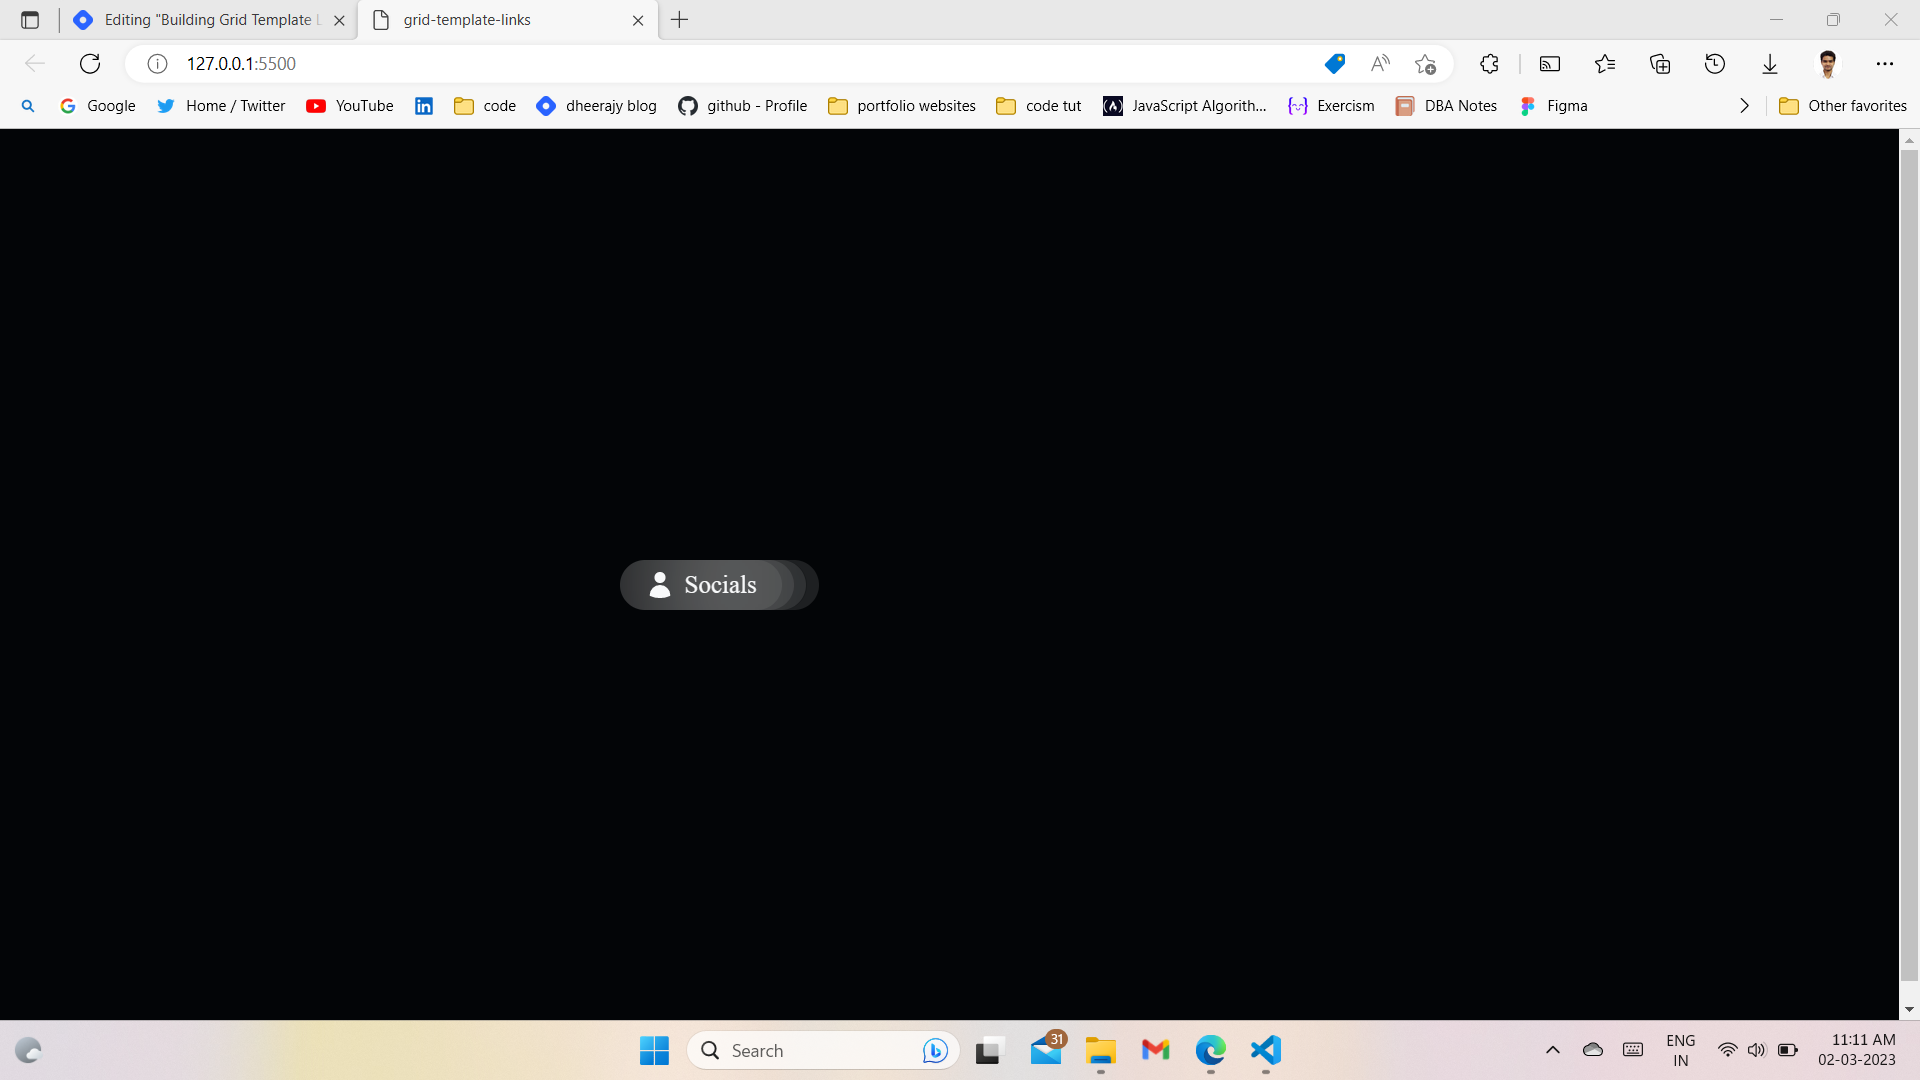 Editing "Building Grid Template L
grid-template-links
127.0.0.1:5500
Google
Home / Twitter
YouTube
in
code
dheerajy blog
github - Profile
portfolio websites
code tut
JavaScript Algorith...
Exercism
DBA Notes
Figma
Other favorites
Socials
Search
31
ENG
IN
11:11 AM
02-03-2023